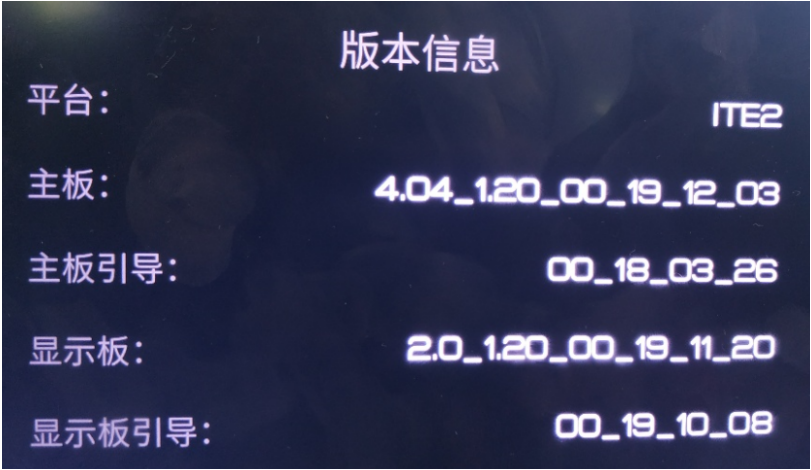 版本信息
平台: ITE2
主板: 4.04_1.20_00_19_12_03
主板引导: 00_18_03_26
显示板: 2.0_1.20_00_19_11_20
显示板引导: 00_19_10_08